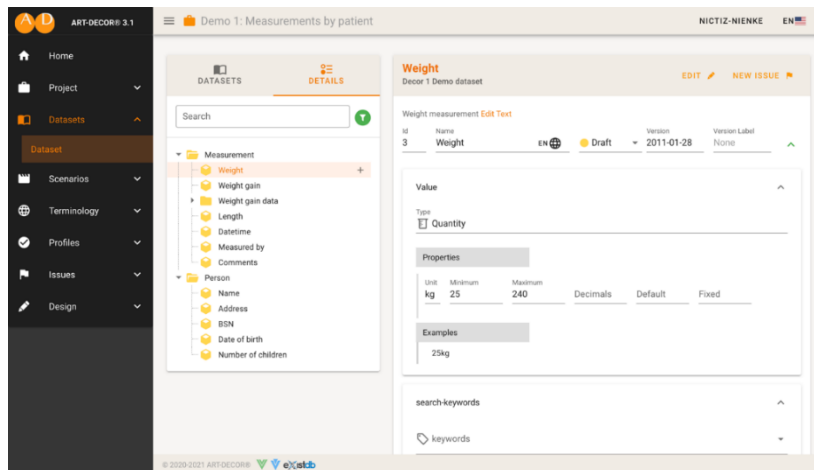 AD ART-DECOR® 3.1
Demo 1: Measurements by patient
NICTIZ-NIENKE EN
Home
Project
Datasets
Dataset
Scenarios
Terminology
Profiles
Issues
Design
DATASETS
DETAILS
Search
Measurement
Weight +
Weight gain
Weight gain data
Length
Datetime
Measured by
Comments
Person
Name
Address
BSN
Date of birth
Number of children
Weight
Decor 1 Demo dataset
EDIT NEW ISSUE
Weight measurement Edit Text
Id Name Version Version Label
3 Weight EN Draft 2011-01-28 None
Value
Type
Quantity
Properties
Unit Minimum Maximum
kg 25 240 Decimals Default Fixed
Examples
25kg
search-keywords
keywords
© 2020-2021 ART-DECOR® eXistdb